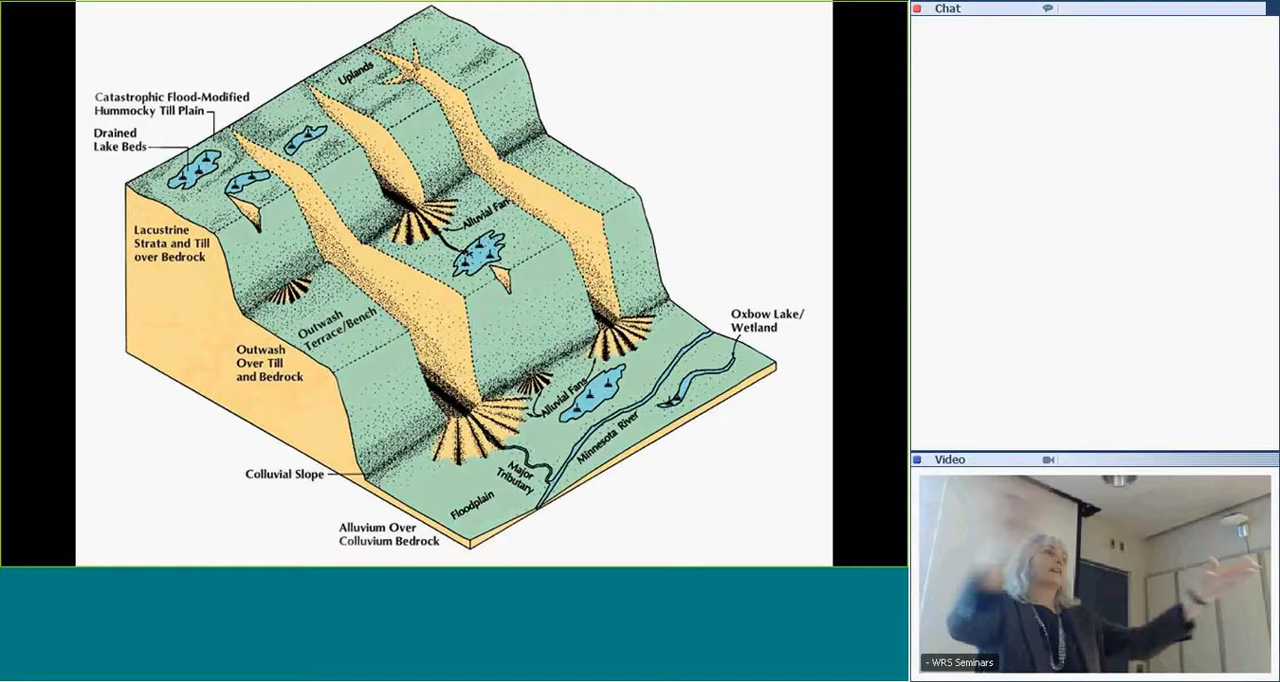 Chat
Catastrophic Flood-Modified
Hummocky Till Plain
Drained
Lake Beds
Uplands
Lacustrine
Strata and Till
over Bedrock
Alluvial Fan
Outwash
Terrace/Bench
Outwash
Over Till
and Bedrock
Oxbow Lake/
Wetland
Alluvial Fans
Minnesota River
Major
Tributary
Colluvial Slope
Floodplain
Alluvium Over
Colluvium Bedrock
Video
- WRS Seminars